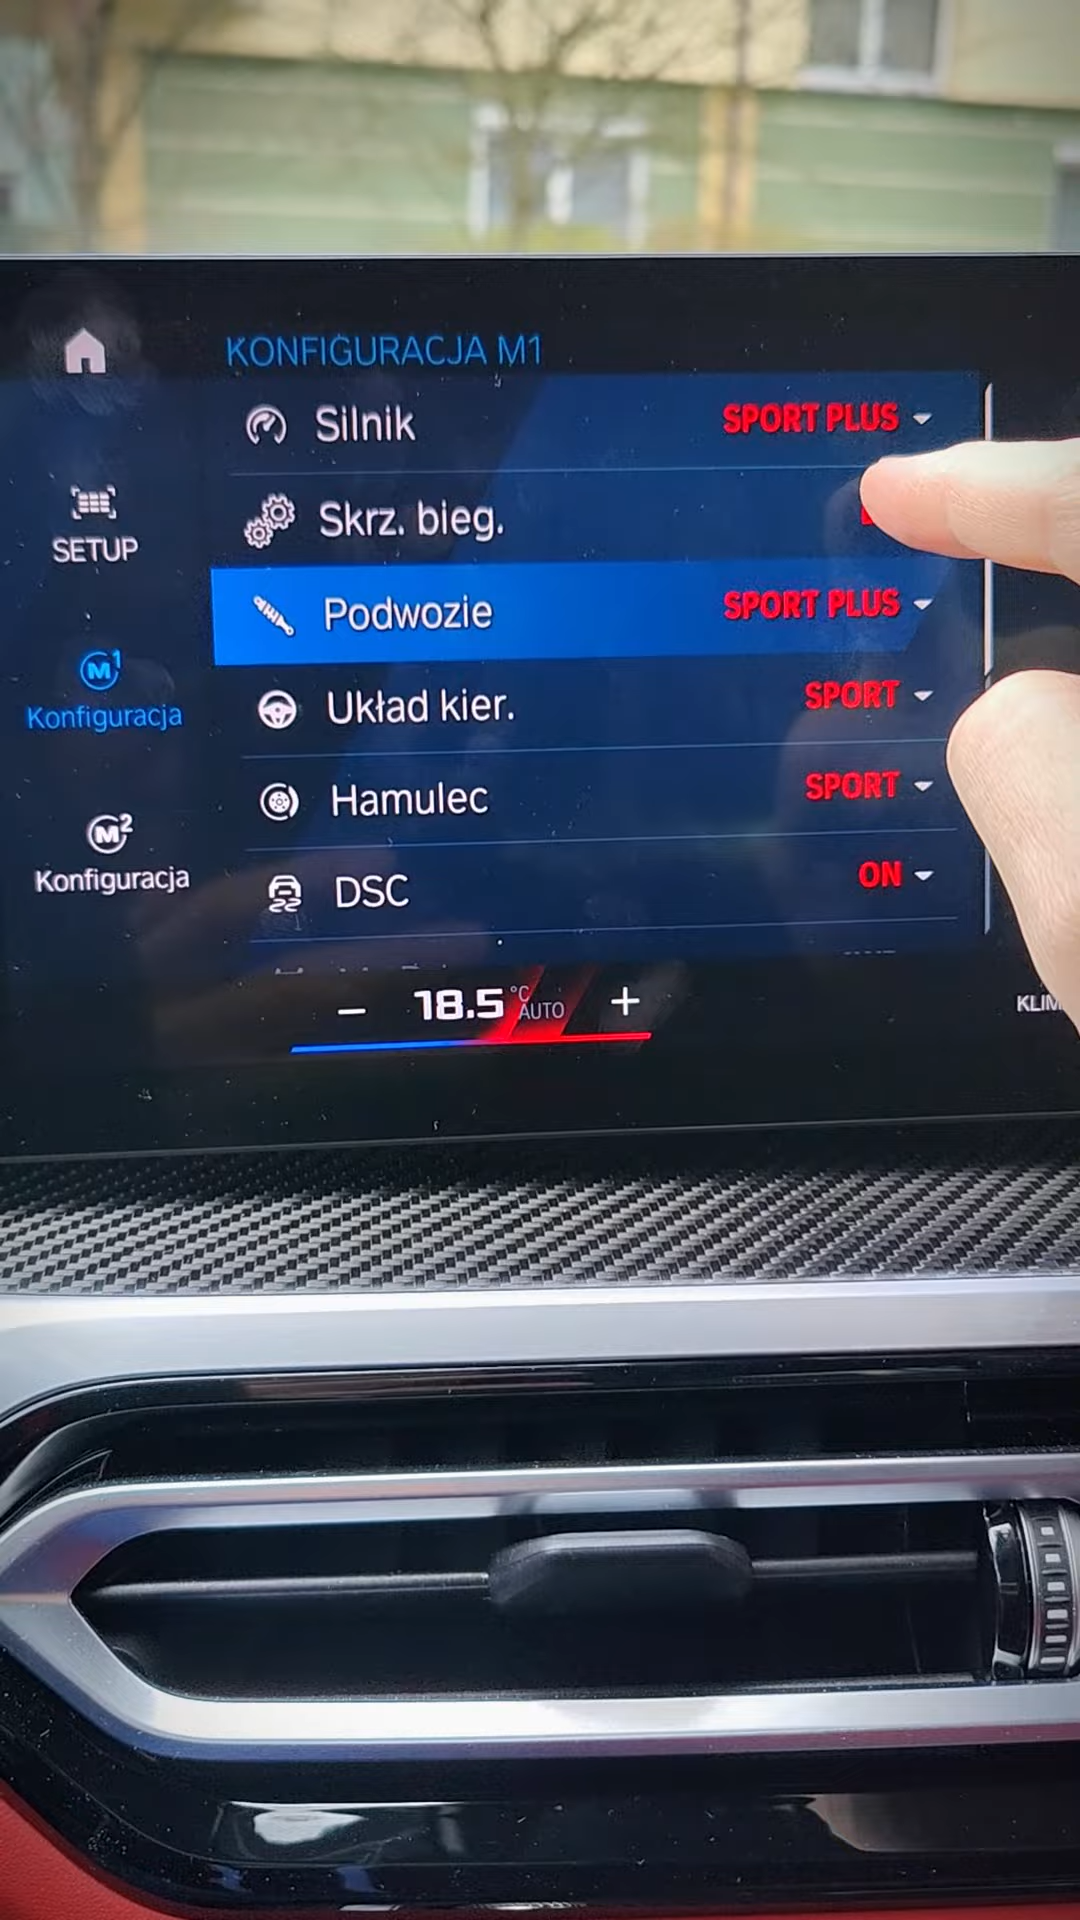 KONFIGURACJA M1
Silnik SPORT PLUS
SETUP
Skrz. bieg.
Podwozie SPORT PLUS
M1
Konfiguracja
Układ kier. SPORT
Hamulec SPORT
M2
Konfiguracja
DSC ON
− 18.5 °C AUTO +
KLIM